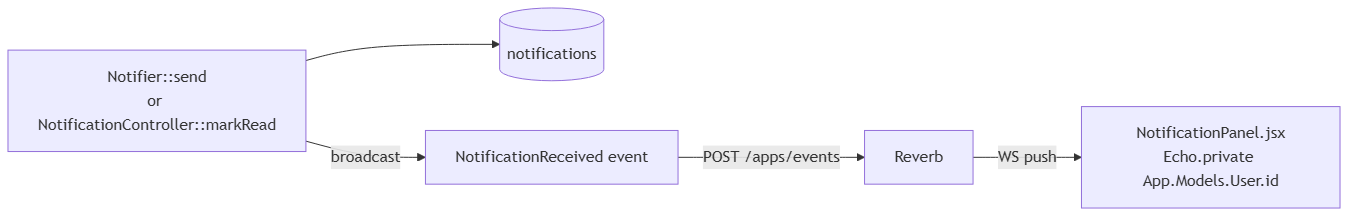 Notifier::send
or
NotificationController::markRead
notifications
broadcast
NotificationReceived event
POST /apps/events
Reverb
WS push
NotificationPanel.jsx
Echo.private
App.Models.User.id